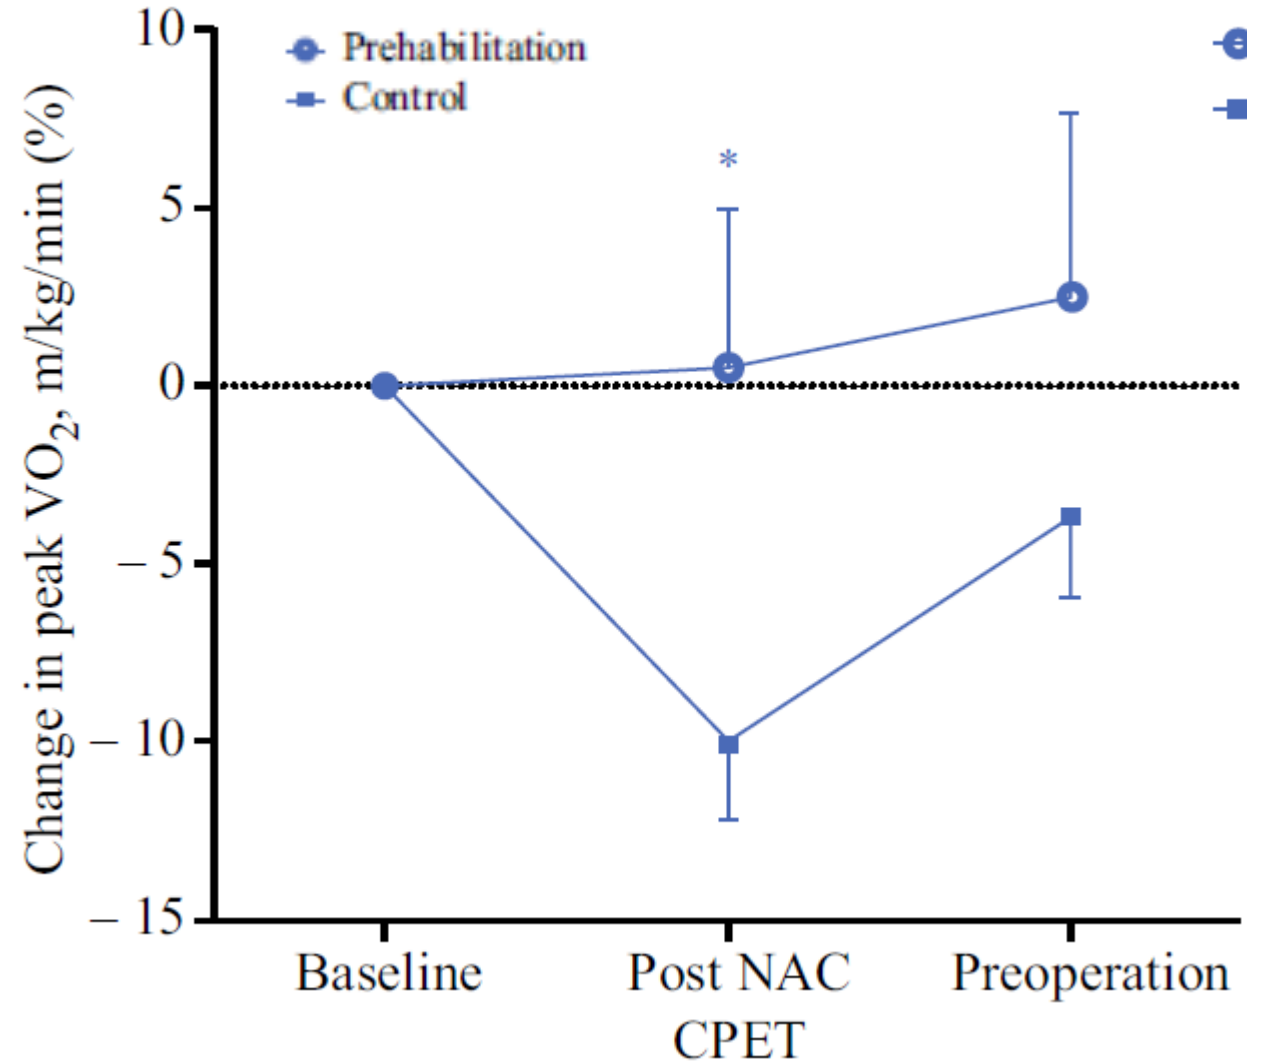 Change in peak VO₂, m/kg/min (%)
10
5
0
– 5
– 10
– 15
Prehabilitation
Control
*
Baseline
Post NAC
Preoperation
CPET